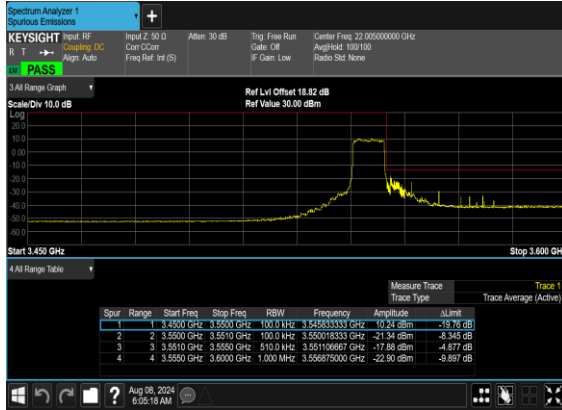 Spectrum Analyzer 1
Spurious Emissions
+
KEYSIGHT Input: RF Input Z: 50 Ω Atten: 30 dB Trig: Free Run Center Freq: 22.005000000 GHz
R T Coupling: DC Corr CCorr Gate: Off Avg|Hold: 100/100
Align: Auto Freq Ref: Int (S) IF Gain: Low Radio Std: None
PASS
3 All Range Graph
Ref Lvl Offset 18.82 dB
Scale/Div 10.0 dB Ref Value 30.00 dBm
Log
20.0
10.0
0.00
-10.0
-20.0
-30.0
-40.0
-50.0
-60.0
Start 3.450 GHz Stop 3.600 GH
4 All Range Table
Measure Trace Trace 1
Trace Type Trace Average (Active)
Spur Range Start Freq Stop Freq RBW Frequency Amplitude ΔLimit
1 1 3.4500 GHz 3.5500 GHz 100.0 kHz 3.545833333 GHz 10.24 dBm -19.76 dB
2 2 3.5500 GHz 3.5510 GHz 100.0 kHz 3.550018333 GHz -21.34 dBm -8.345 dB
3 3 3.5510 GHz 3.5550 GHz 510.0 kHz 3.551106667 GHz -17.88 dBm -4.877 dB
4 4 3.5550 GHz 3.6000 GHz 1.000 MHz 3.556875000 GHz -22.90 dBm -9.897 dB
? Aug 08, 2024
6:05:18 AM